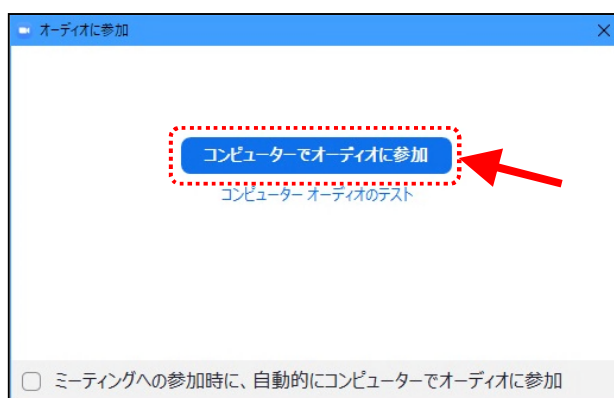 オーディオに参加
コンピューターでオーディオに参加
コンピューター オーディオのテスト
ミーティングへの参加時に、自動的にコンピューターでオーディオに参加